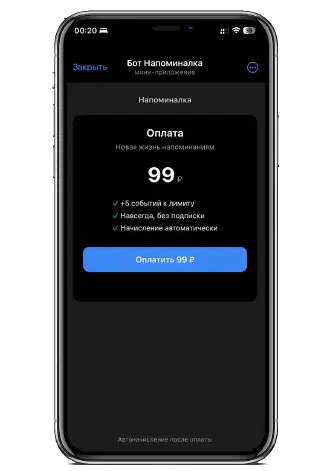 00:20
Закрыть
Бот Напоминалка
мини-приложение
Напоминалка
Оплата
Новая жизнь напоминаниям
99 ₽
✓ +5 событий к лимиту
✓ Навсегда, без подписки
✓ Начисление автоматически
Оплатить 99 ₽
Автоначисление после оплаты